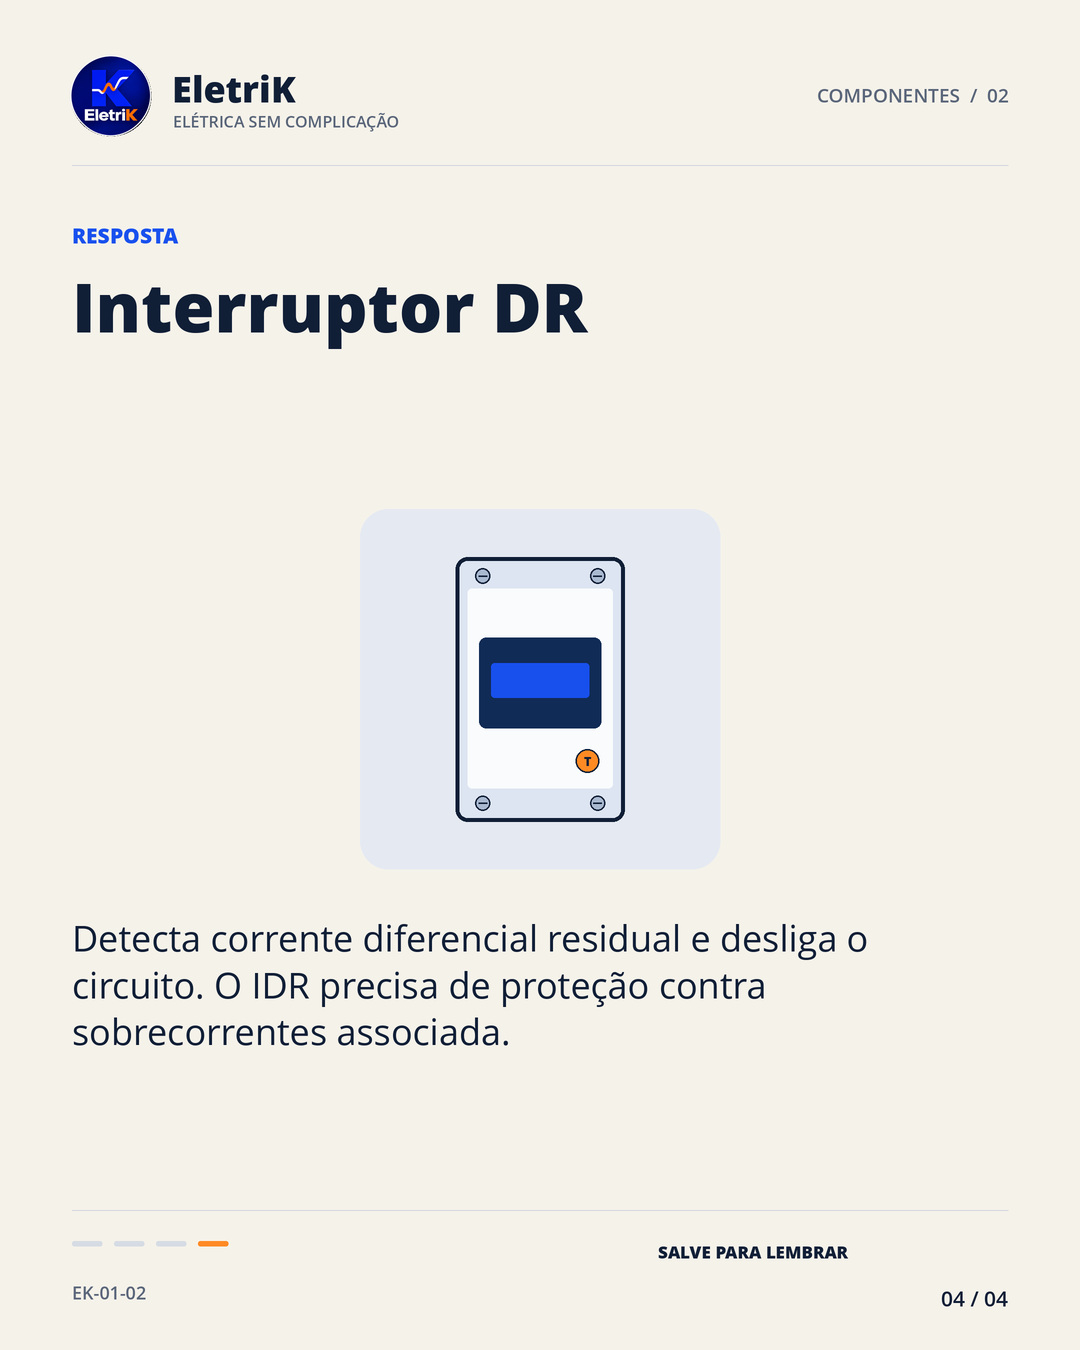 EletriK
EletriK
ELÉTRICA SEM COMPLICAÇÃO
COMPONENTES / 02
RESPOSTA
Interruptor DR
T
Detecta corrente diferencial residual e desliga o
circuito. O IDR precisa de proteção contra
sobrecorrentes associada.
SALVE PARA LEMBRAR
EK-01-02
04 / 04